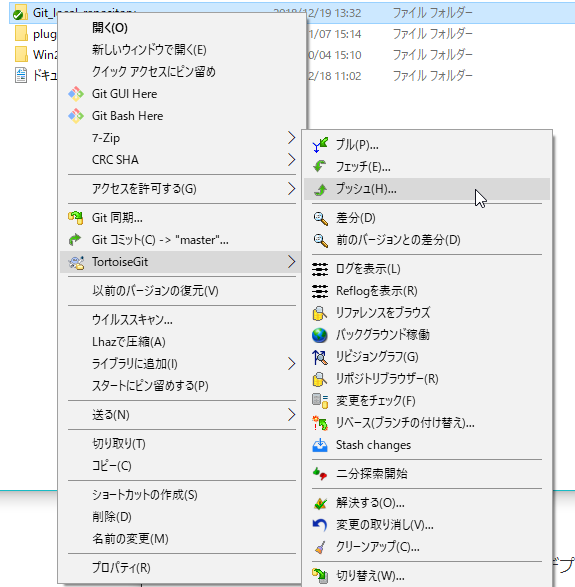 Git_local_repository 2018/12/19 13:32 ファイル フォルダー
plug 1/07 15:14 ファイル フォルダー
Win2 0/04 15:10 ファイル フォルダー
ドキュ 2/18 11:02 ファイル フォルダー
開く(O)
新しいウィンドウで開く(E)
クイック アクセスにピン留め
Git GUI Here
Git Bash Here
7-Zip
CRC SHA
アクセスを許可する(G)
Git 同期...
Git コミット(C) -> "master"...
TortoiseGit
以前のバージョンの復元(V)
ウイルススキャン...
Lhazで圧縮(A)
ライブラリに追加(I)
スタートにピン留めする(P)
送る(N)
切り取り(T)
コピー(C)
ショートカットの作成(S)
削除(D)
名前の変更(M)
プロパティ(R)
プル(P)...
フェッチ(E)...
プッシュ(H)...
差分(D)
前のバージョンとの差分(D)
ログを表示(L)
Reflogを表示(R)
リファレンスをブラウズ
バックグラウンド稼働
リビジョングラフ(G)
リポジトリブラウザー(R)
変更をチェック(F)
リベース(ブランチの付け替え)...
Stash changes
二分探索開始
解決する(O)...
変更の取り消し(V)...
クリーンアップ(C)...
切り替え(W)...